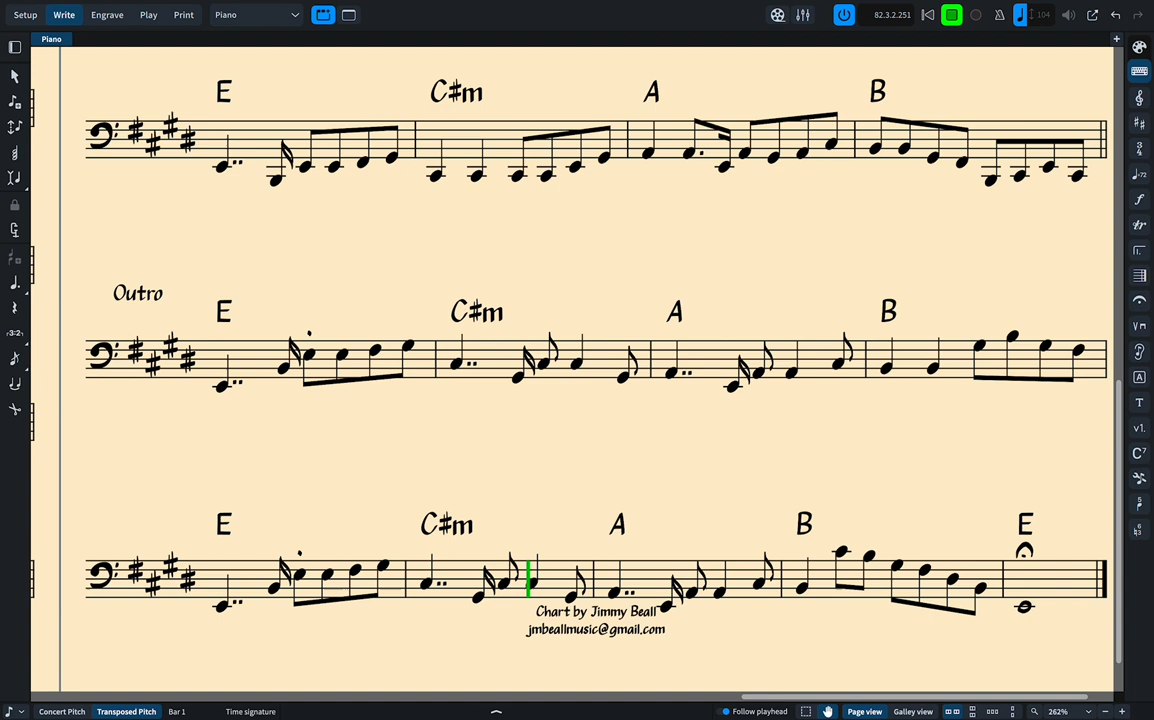 Setup Write Engrave Play Print Piano 82.3.2.251 104
Piano
E C♯m A B
Outro
E C♯m A B
E C♯m A B E
Chart by Jimmy Beall
jmbeallmusic@gmail.com
Concert Pitch Transposed Pitch Bar 1 Time signature Follow playhead Page view Galley view 262%